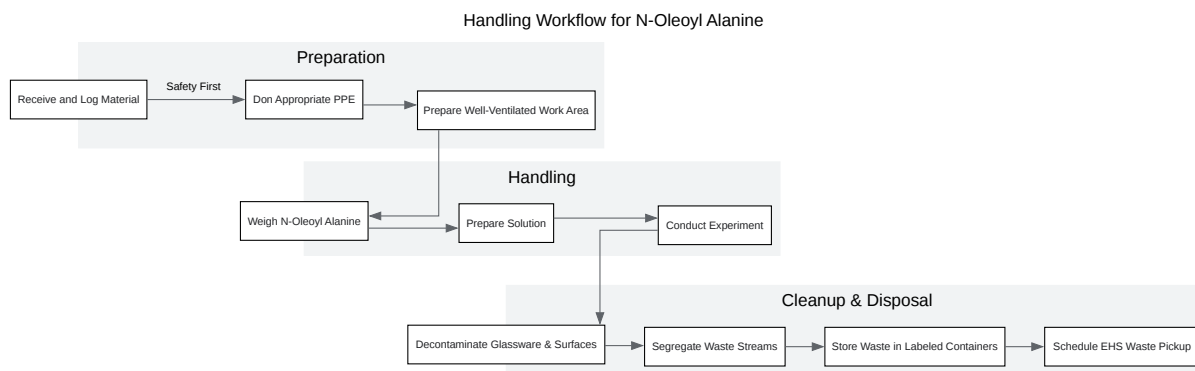 Handling Workflow for N-Oleoyl Alanine
Preparation
Receive and Log Material
Safety First
Don Appropriate PPE
Prepare Well-Ventilated Work Area
Handling
Weigh N-Oleoyl Alanine
Prepare Solution
Conduct Experiment
Cleanup & Disposal
Decontaminate Glassware & Surfaces
Segregate Waste Streams
Store Waste in Labeled Containers
Schedule EHS Waste Pickup